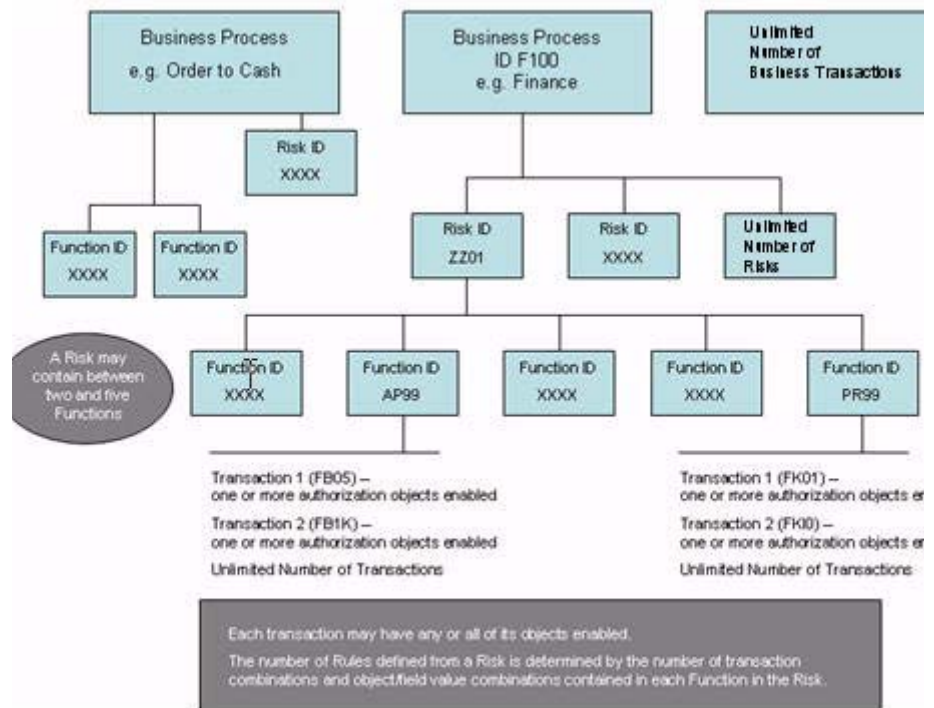 Business Process
e.g. Order to Cash
Business Process
ID F100
e.g. Finance
Unlimited
Number of
Business Transactions
Risk ID
XXXX
Function ID
XXXX
Function ID
XXXX
Risk ID
ZZ01
Risk ID
XXXX
Unlimited
Number of
Risks
A Risk may
contain between
two and five
Functions
Function ID
XXXX
Function ID
AP99
Function ID
XXXX
Function ID
XXXX
Function ID
PR99
Transaction 1 (FB05) –
one or more authorization objects enabled
Transaction 2 (FB1K) –
one or more authorization objects enabled
Unlimited Number of Transactions
Transaction 1 (FK01) –
one or more authorization objects er
Transaction 2 (FKI0) –
one or more authorization objects er
Unlimited Number of Transactions
Each transaction may have any or all of its objects enabled.
The number of Rules defined from a Risk is determined by the number of transaction
combinations and object/field value combinations contained in each Function in the Risk.